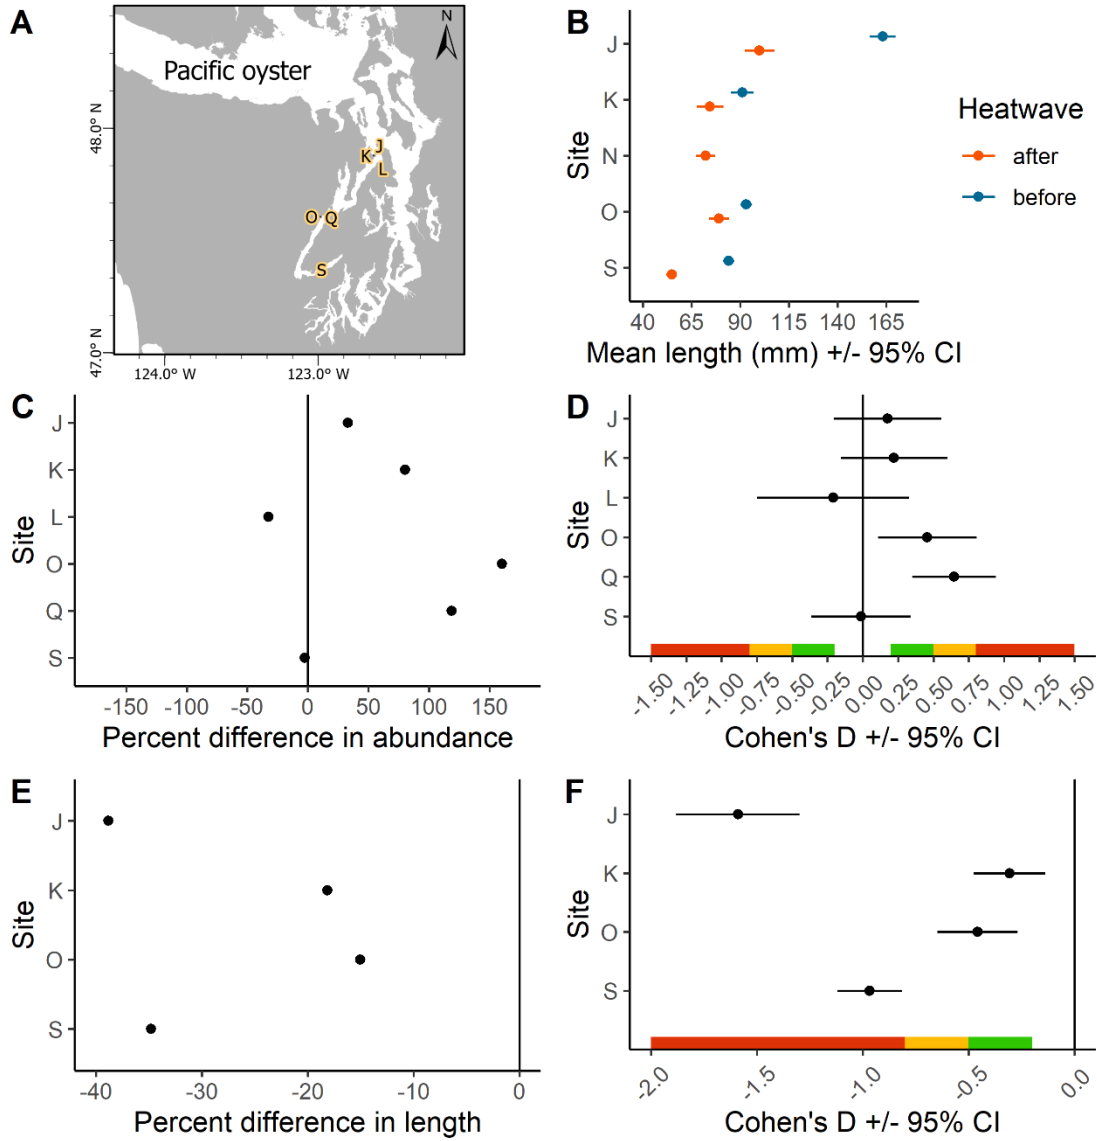 A
N
Pacific oyster
48.0° N
J
K
L
O
Q
S
47.0° N
124.0° W
123.0° W
B
Site
J
K
N
O
S
40 65 90 115 140 165
Mean length (mm) +/- 95% CI
Heatwave
after
before
C
Site
J
K
L
O
Q
S
-150 -100 -50 0 50 100 150
Percent difference in abundance
D
Site
J
K
L
O
Q
S
-1.50 -1.25 -1.00 -0.75 -0.50 -0.25 0.00 0.25 0.50 0.75 1.00 1.25 1.50
Cohen's D +/- 95% CI
E
Site
J
K
O
S
-40 -30 -20 -10 0
Percent difference in length
F
Site
J
K
O
S
-2.0 -1.5 -1.0 -0.5 0.0
Cohen's D +/- 95% CI